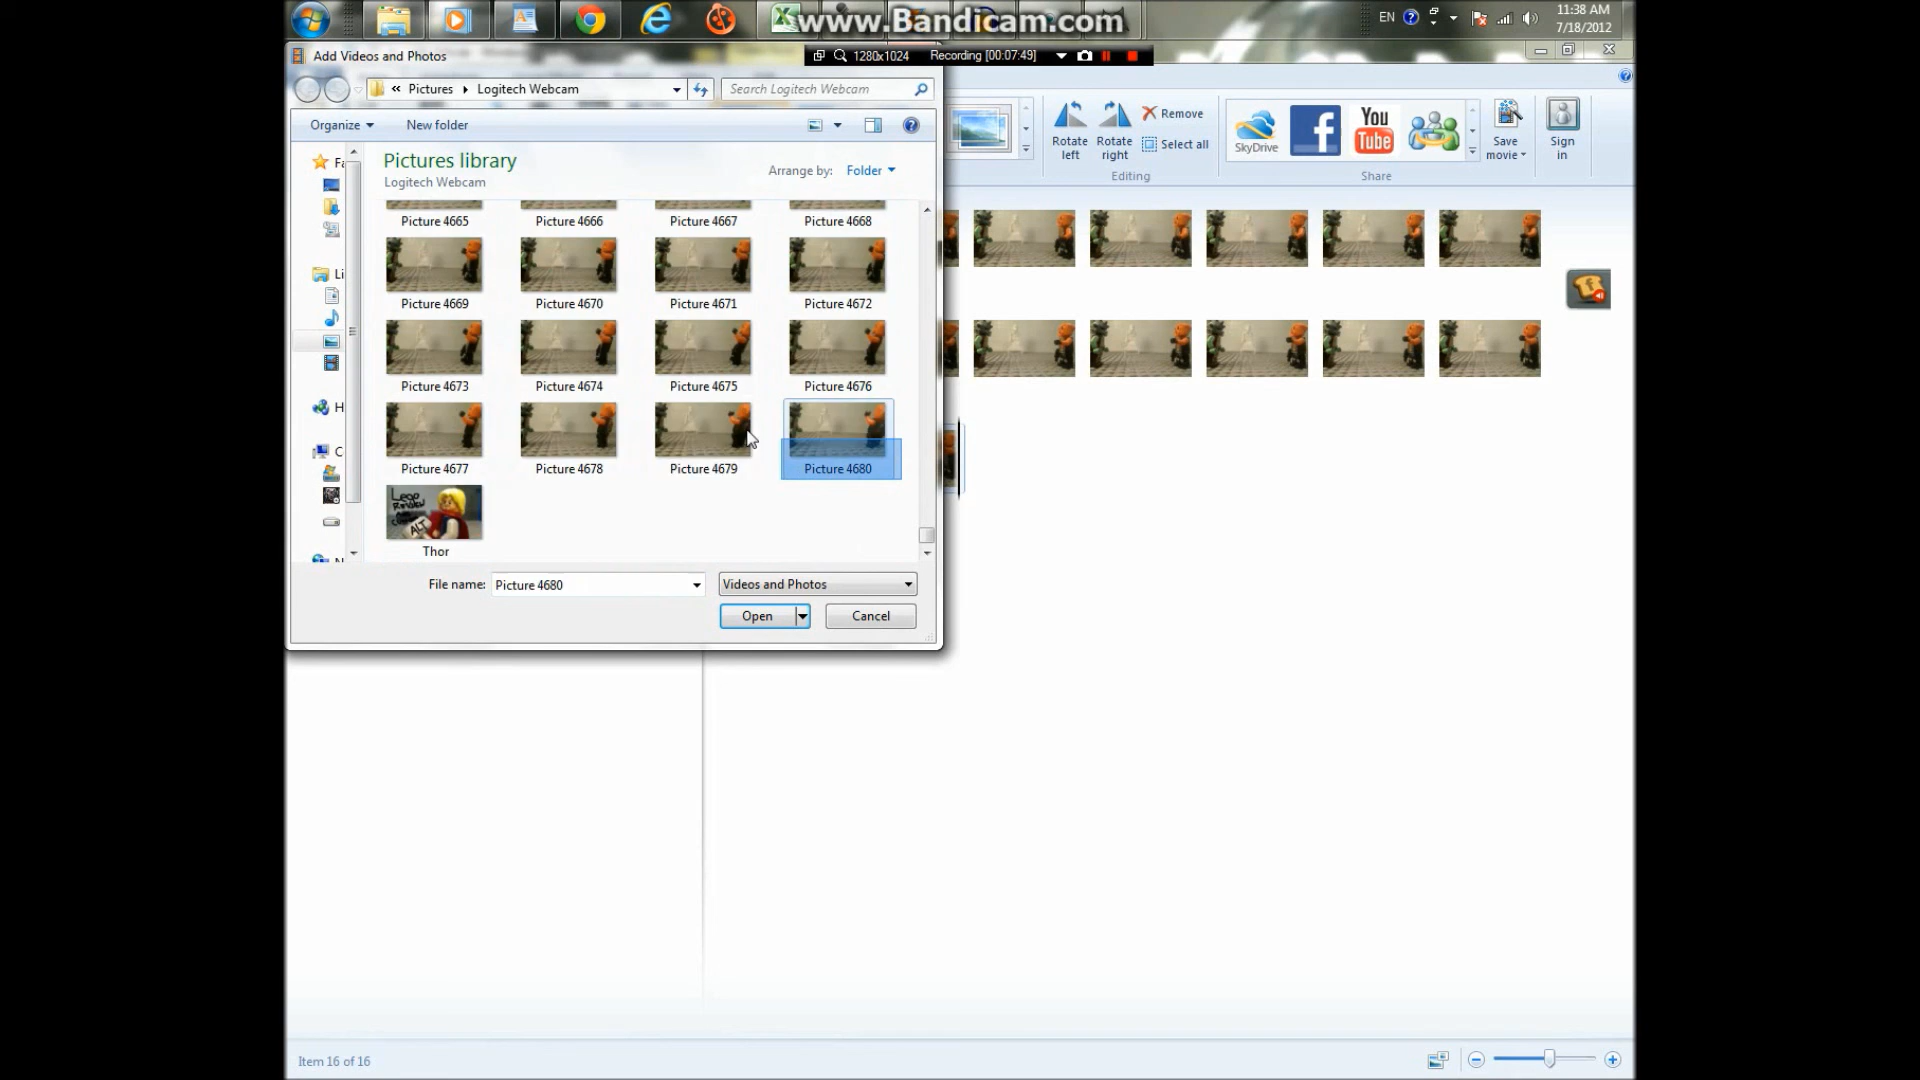 www.Bandicam.com
EN
11:38 AM
7/18/2012
Add Videos and Photos
1280x1024
Recording [00:07:49]
« Pictures ▸ Logitech Webcam
Search Logitech Webcam
Organize
New folder
Rotate left
Rotate right
Remove
Select all
Editing
SkyDrive
You Tube
Save movie
Sign in
Share
Pictures library
Logitech Webcam
Arrange by: Folder
Picture 4665
Picture 4666
Picture 4667
Picture 4668
Picture 4669
Picture 4670
Picture 4671
Picture 4672
Picture 4673
Picture 4674
Picture 4675
Picture 4676
Picture 4677
Picture 4678
Picture 4679
Picture 4680
Thor
File name: Picture 4680
Videos and Photos
Open
Cancel
Item 16 of 16